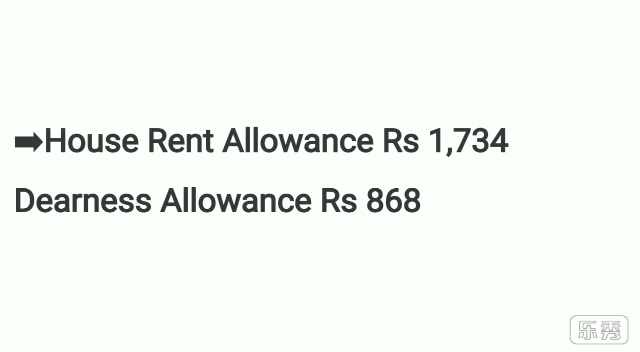 ➡House Rent Allowance Rs 1,734
Dearness Allowance Rs 868
乐秀